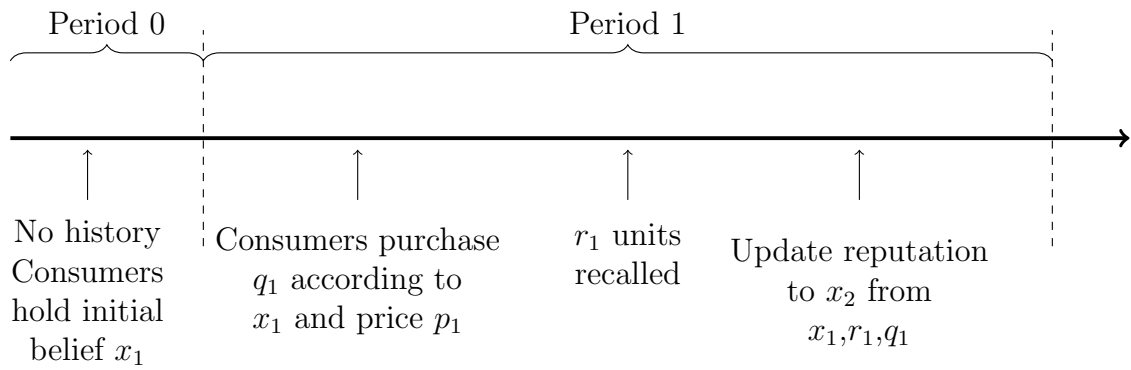 Period 0
Period 1
No history
Consumers
hold initial
belief x₁
Consumers purchase
q₁ according to
x₁ and price p₁
r₁ units
recalled
Update reputation
to x₂ from
x₁,r₁,q₁